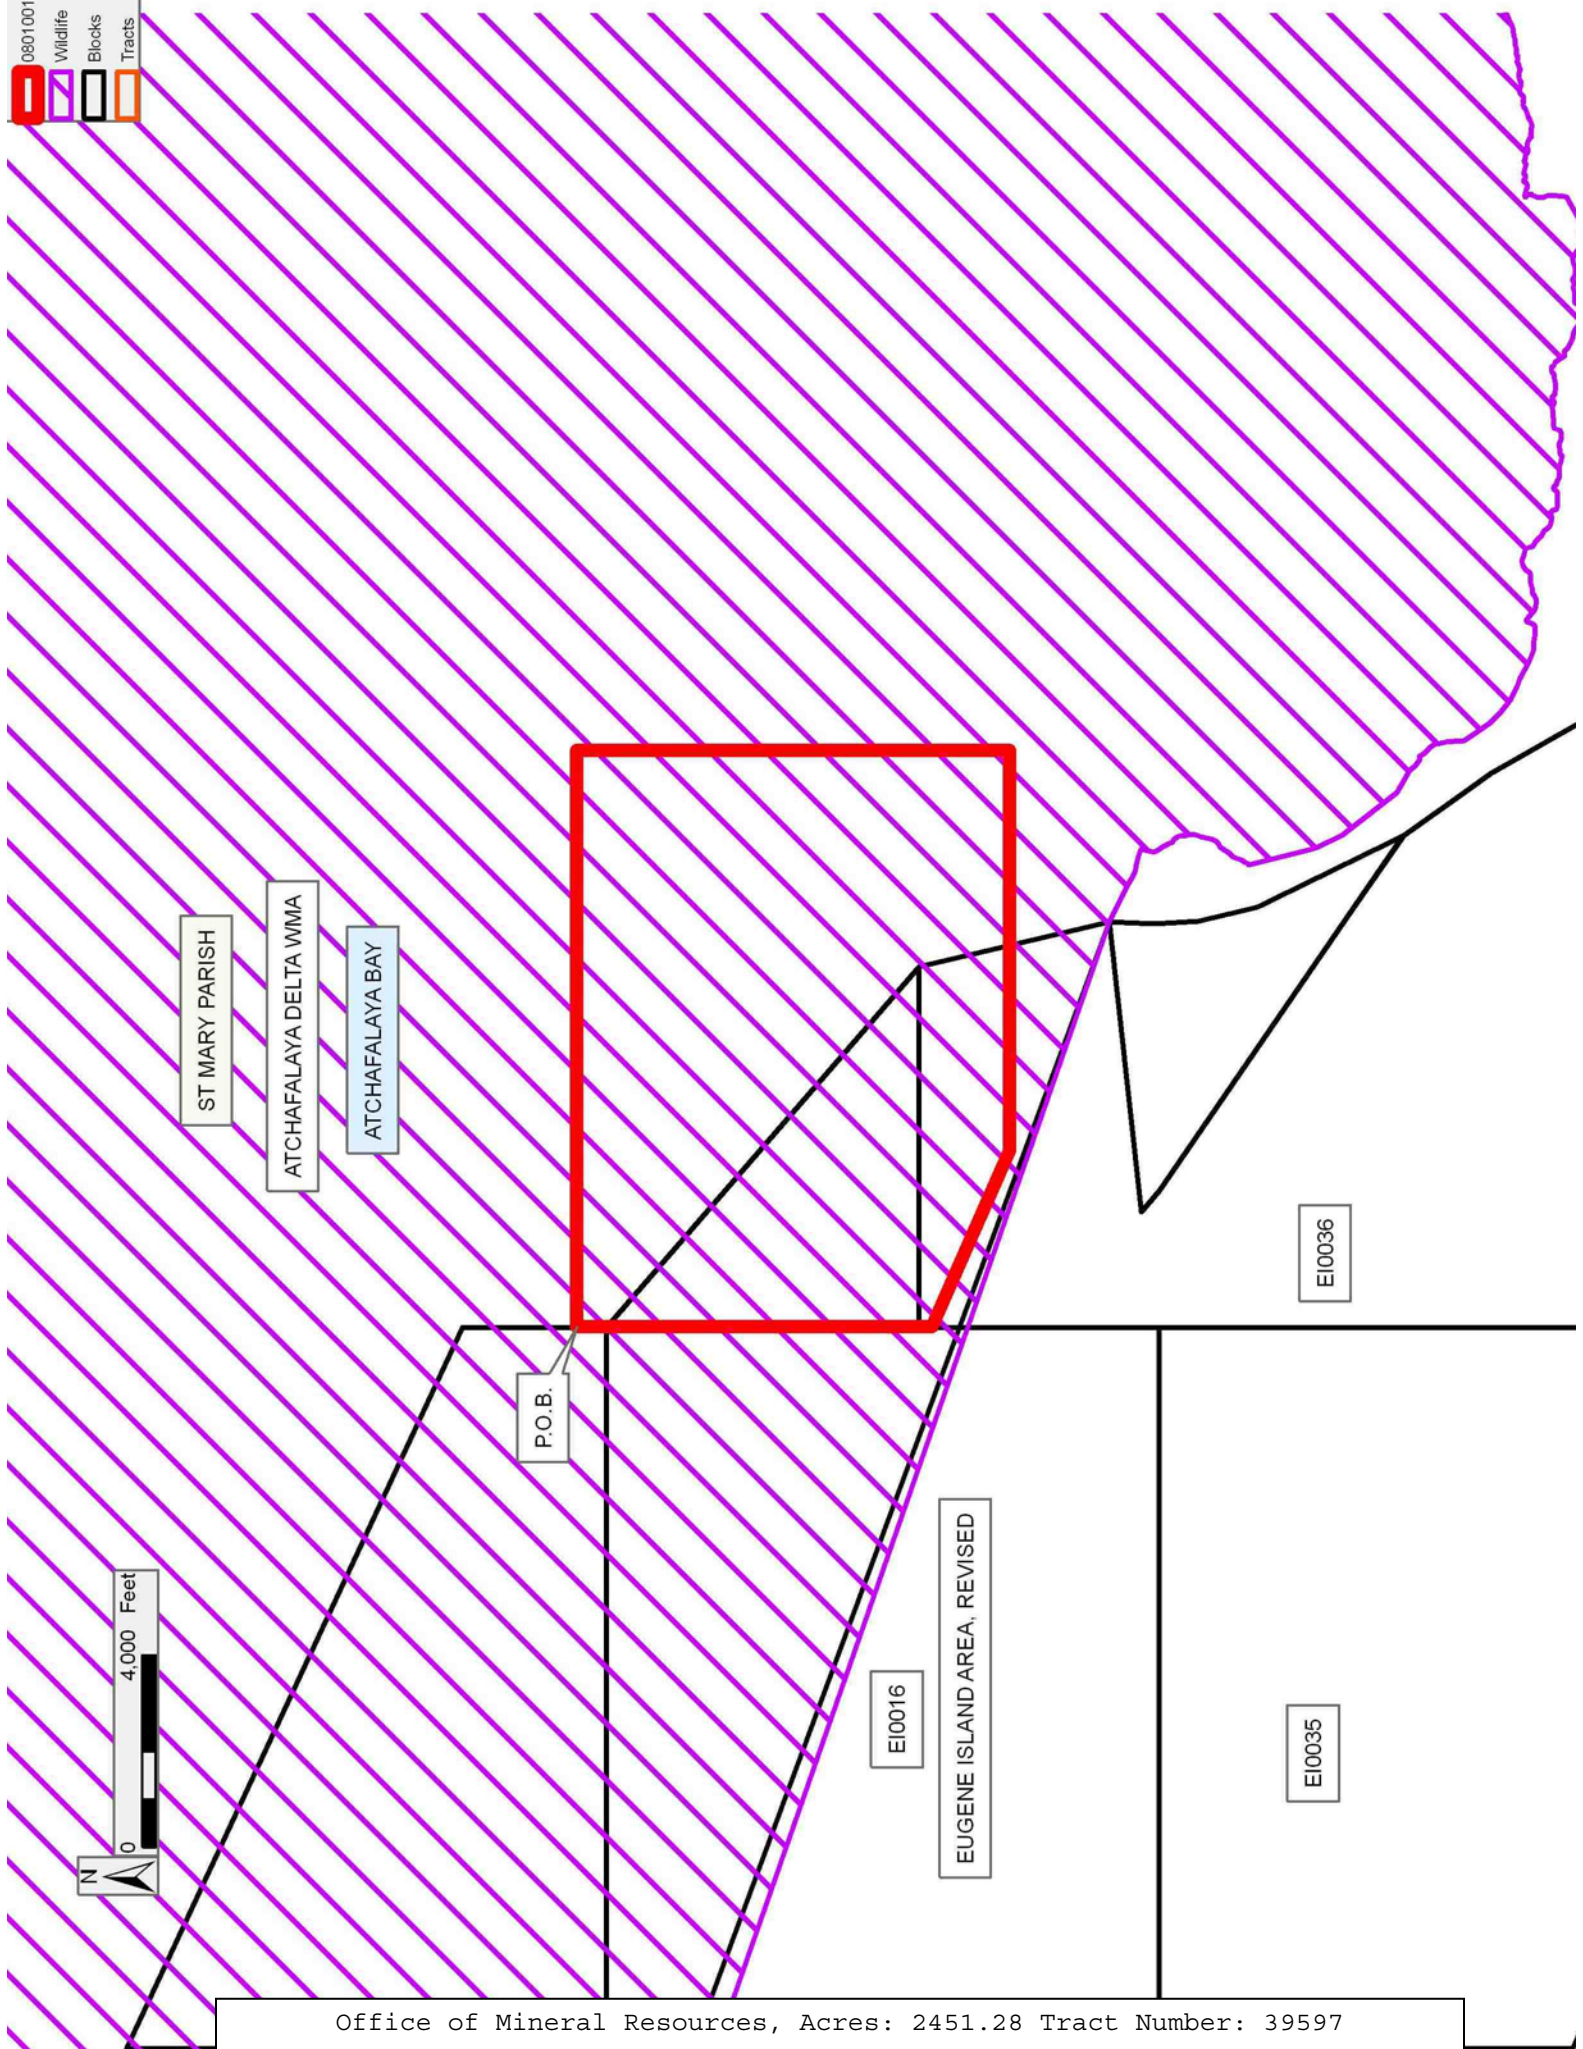 08010016
Wildlife
Blocks
Tracts
ST MARY PARISH
ATCHAFALAYA DELTA WMA
ATCHAFALAYA BAY
P.O.B.
N
0 4,000 Feet
EI0016
EUGENE ISLAND AREA, REVISED
EI0036
EI0035
Office of Mineral Resources, Acres: 2451.28 Tract Number: 39597